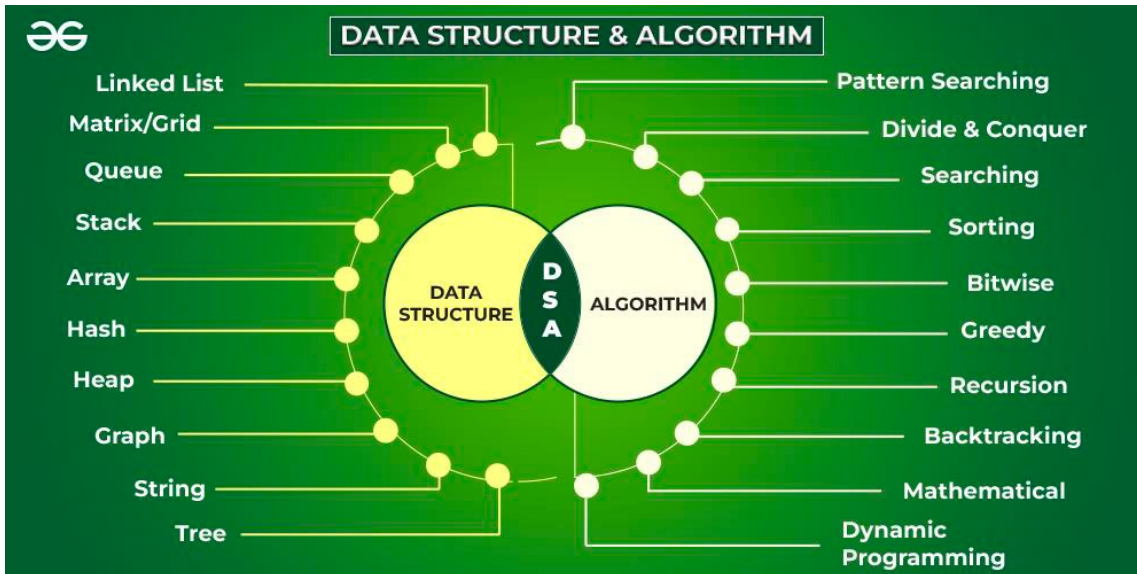 DATA STRUCTURE & ALGORITHM
Linked List
Matrix/Grid
Queue
Stack
Array
Hash
Heap
Graph
String
Tree
DATA
STRUCTURE
D
S
A
ALGORITHM
Pattern Searching
Divide & Conquer
Searching
Sorting
Bitwise
Greedy
Recursion
Backtracking
Mathematical
Dynamic
Programming